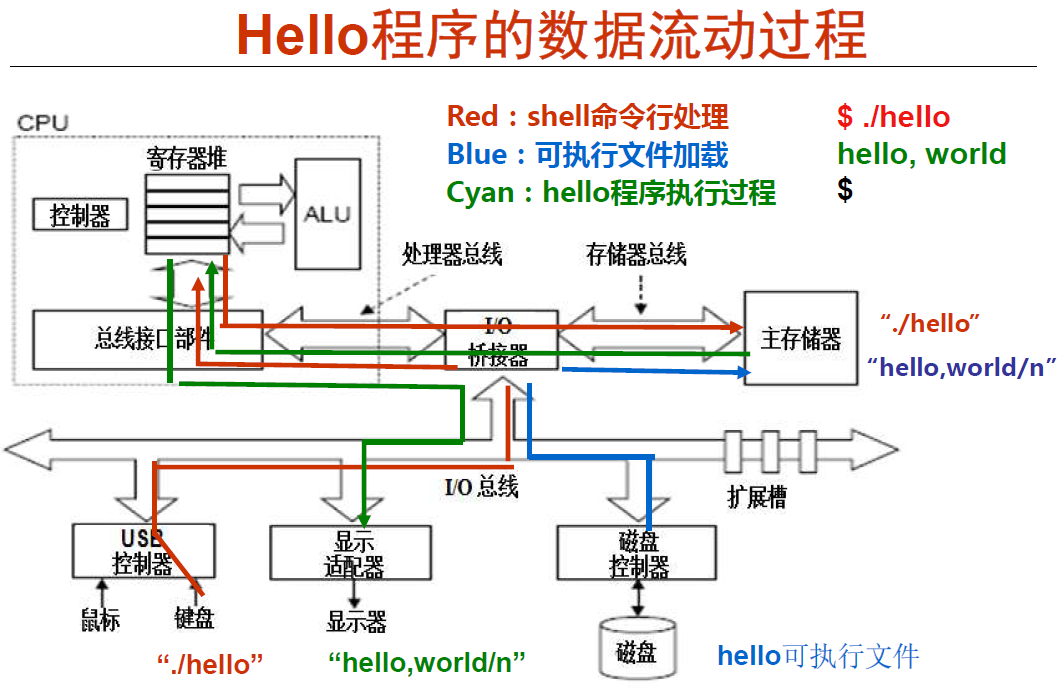 Hello程序的数据流动过程
Red：shell命令行处理
$ ./hello
Blue：可执行文件加载
hello, world
Cyan：hello程序执行过程
$
CPU
寄存器堆
控制器
ALU
处理器总线
存储器总线
总线接口部件
I/O
桥接器
主存储器
“./hello”
“hello,world/n”
I/O 总线
扩展槽
USB
控制器
显示
适配器
磁盘
控制器
鼠标
键盘
显示器
磁盘
“./hello”
“hello,world/n”
hello可执行文件